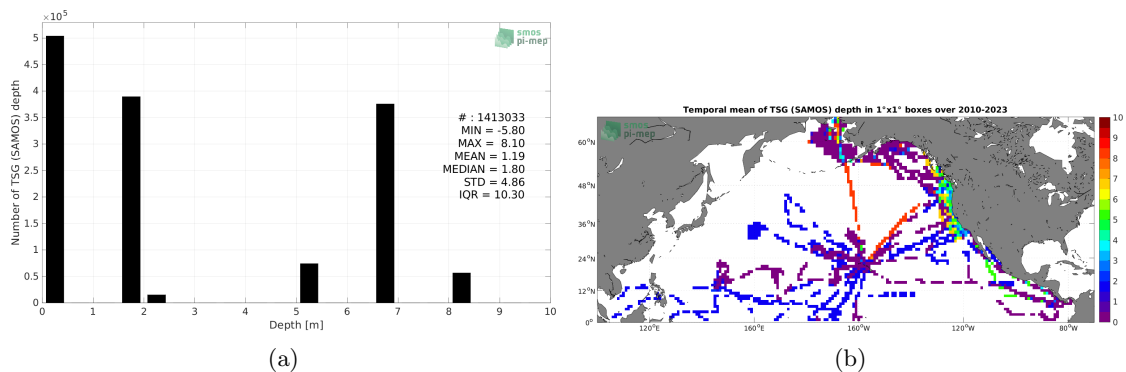 ×10^5
smos
pi-mep
5
4.5
4
3.5
3
2.5
2
1.5
1
0.5
0
Number of TSG (SAMOS) depth
# : 1413033
MIN = -5.80
MAX = 8.10
MEAN = 1.19
MEDIAN = 1.80
STD = 4.86
IQR = 10.30
0 1 2 3 4 5 6 7 8 9 10
Depth [m]
(a)
Temporal mean of TSG (SAMOS) depth in 1°x1° boxes over 2010-2023
smos
pi-mep
60°N
48°N
36°N
24°N
12°N
0°
120°E 160°E 160°W 120°W 80°W
10
9
8
7
6
5
4
3
2
1
0
(b)